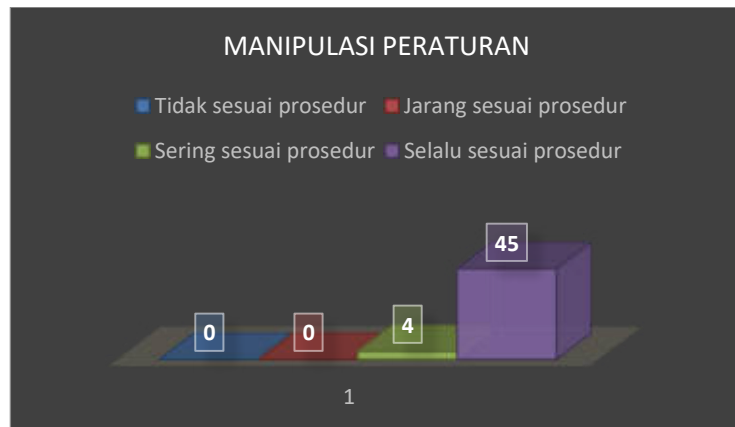 MANIPULASI PERATURAN
Tidak sesuai prosedur Jarang sesuai prosedur
Sering sesuai prosedur Selalu sesuai prosedur
45
0 0 4
1